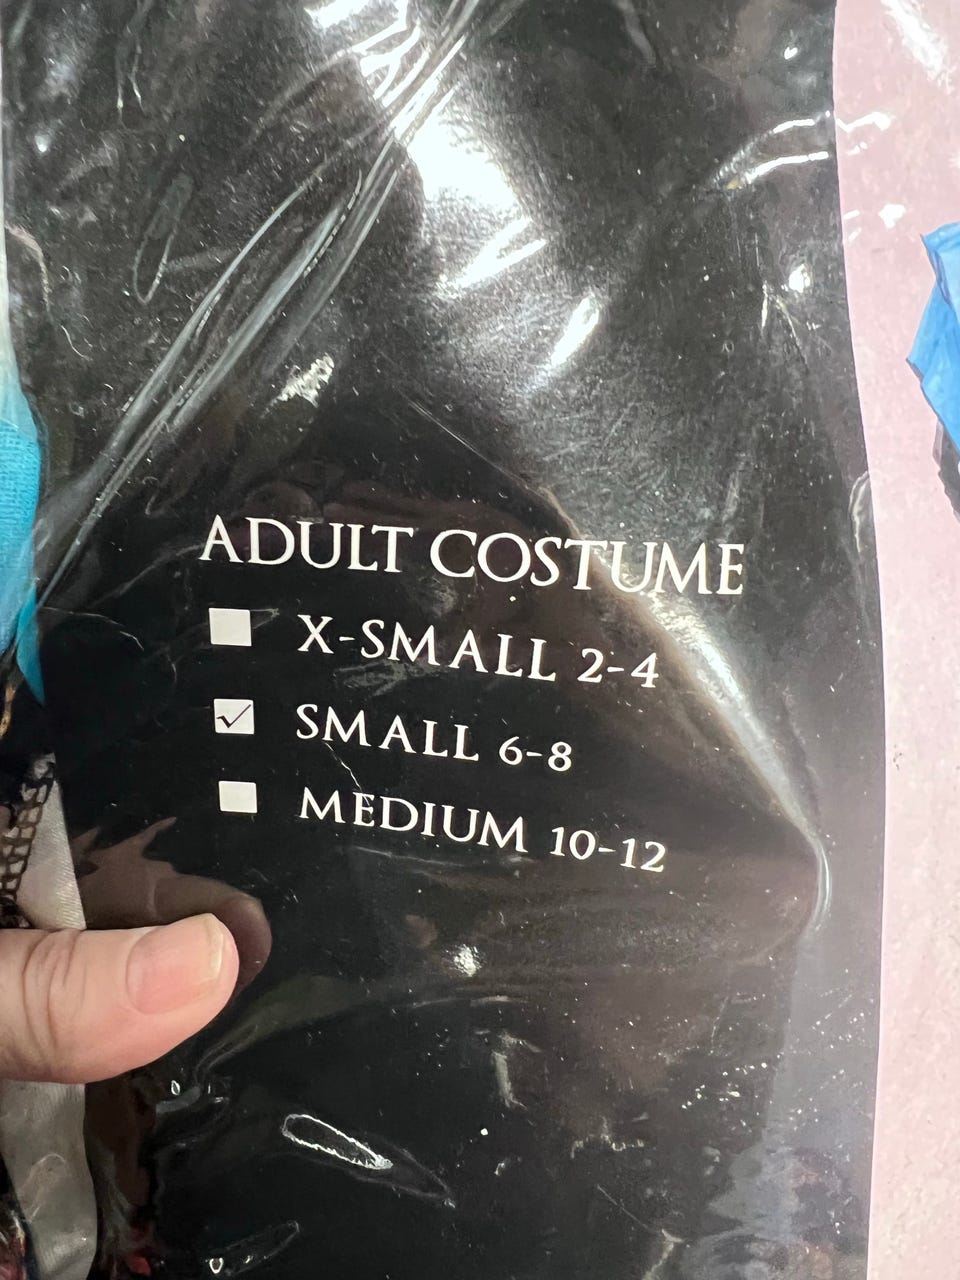 ADULT COSTUME
X-SMALL 2-4
SMALL 6-8
MEDIUM 10-12